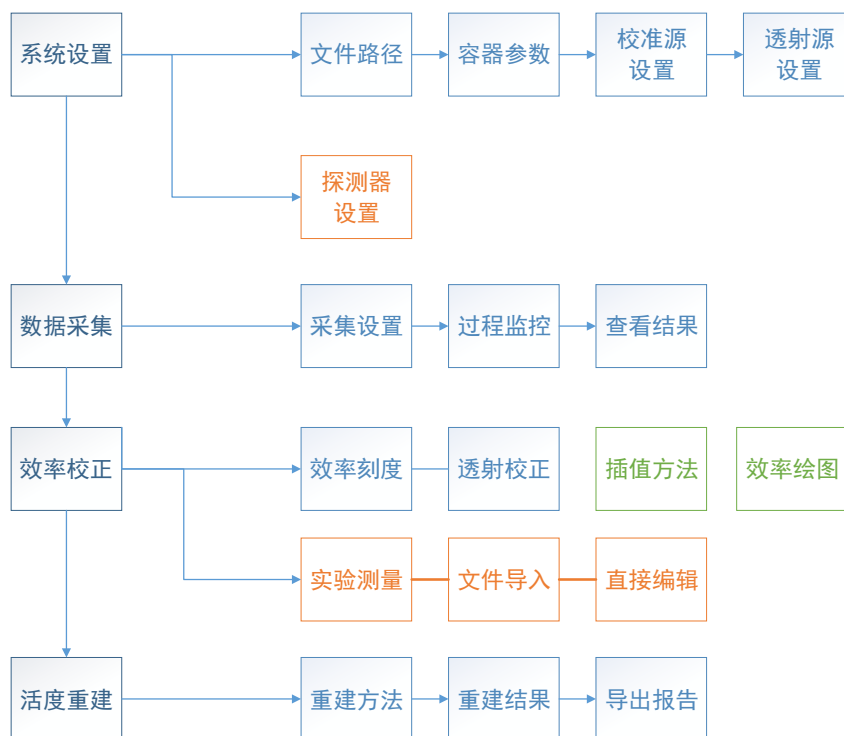 系统设置
文件路径
容器参数
校准源
设置
透射源
设置
探测器
设置
数据采集
采集设置
过程监控
查看结果
效率校正
效率刻度
透射校正
插值方法
效率绘图
实验测量
文件导入
直接编辑
活度重建
重建方法
重建结果
导出报告